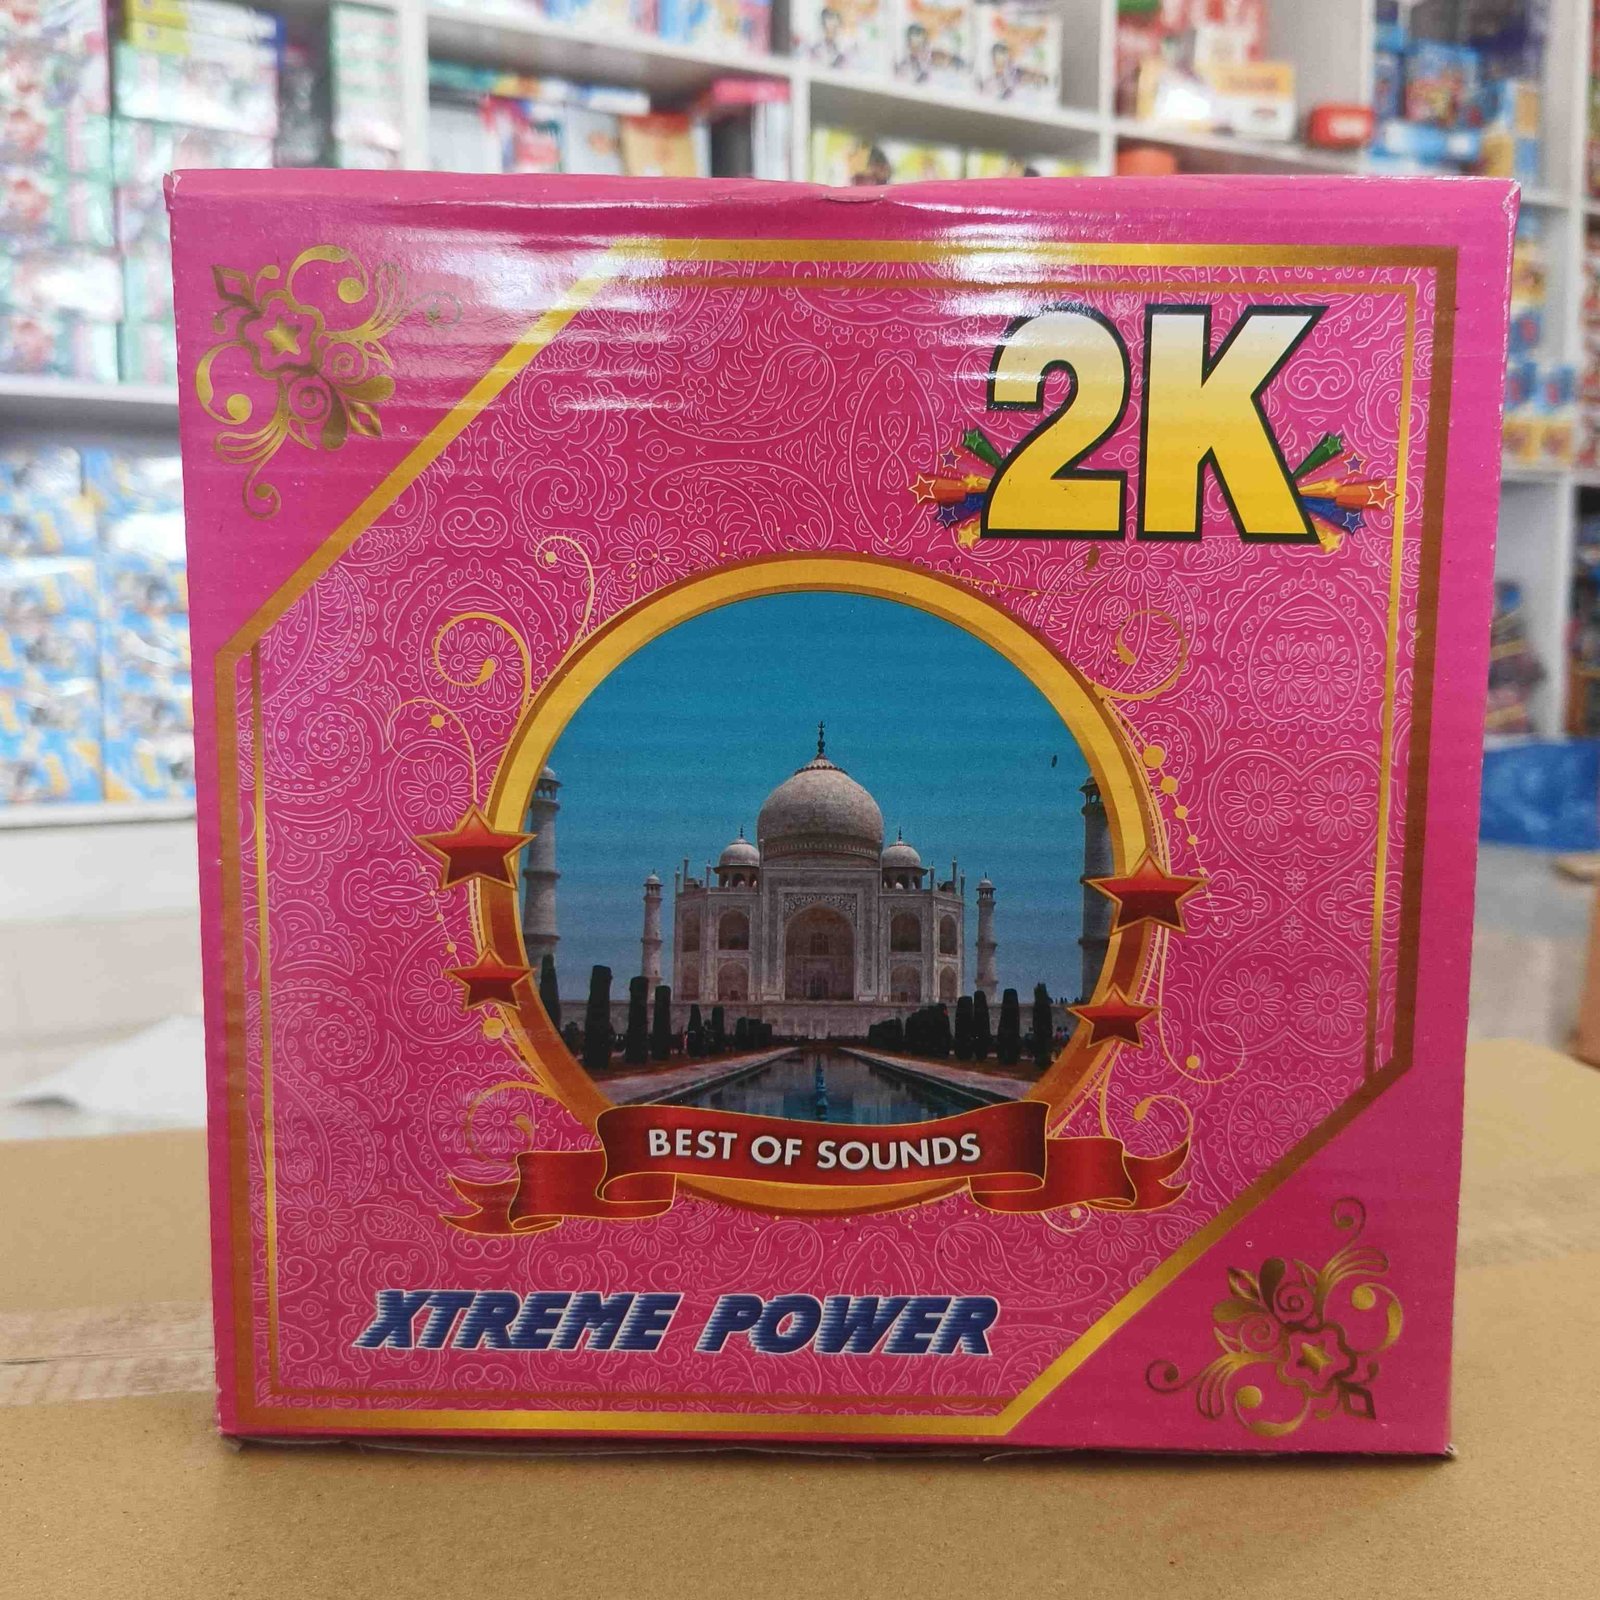 2K
BEST OF SOUNDS
XTREME POWER